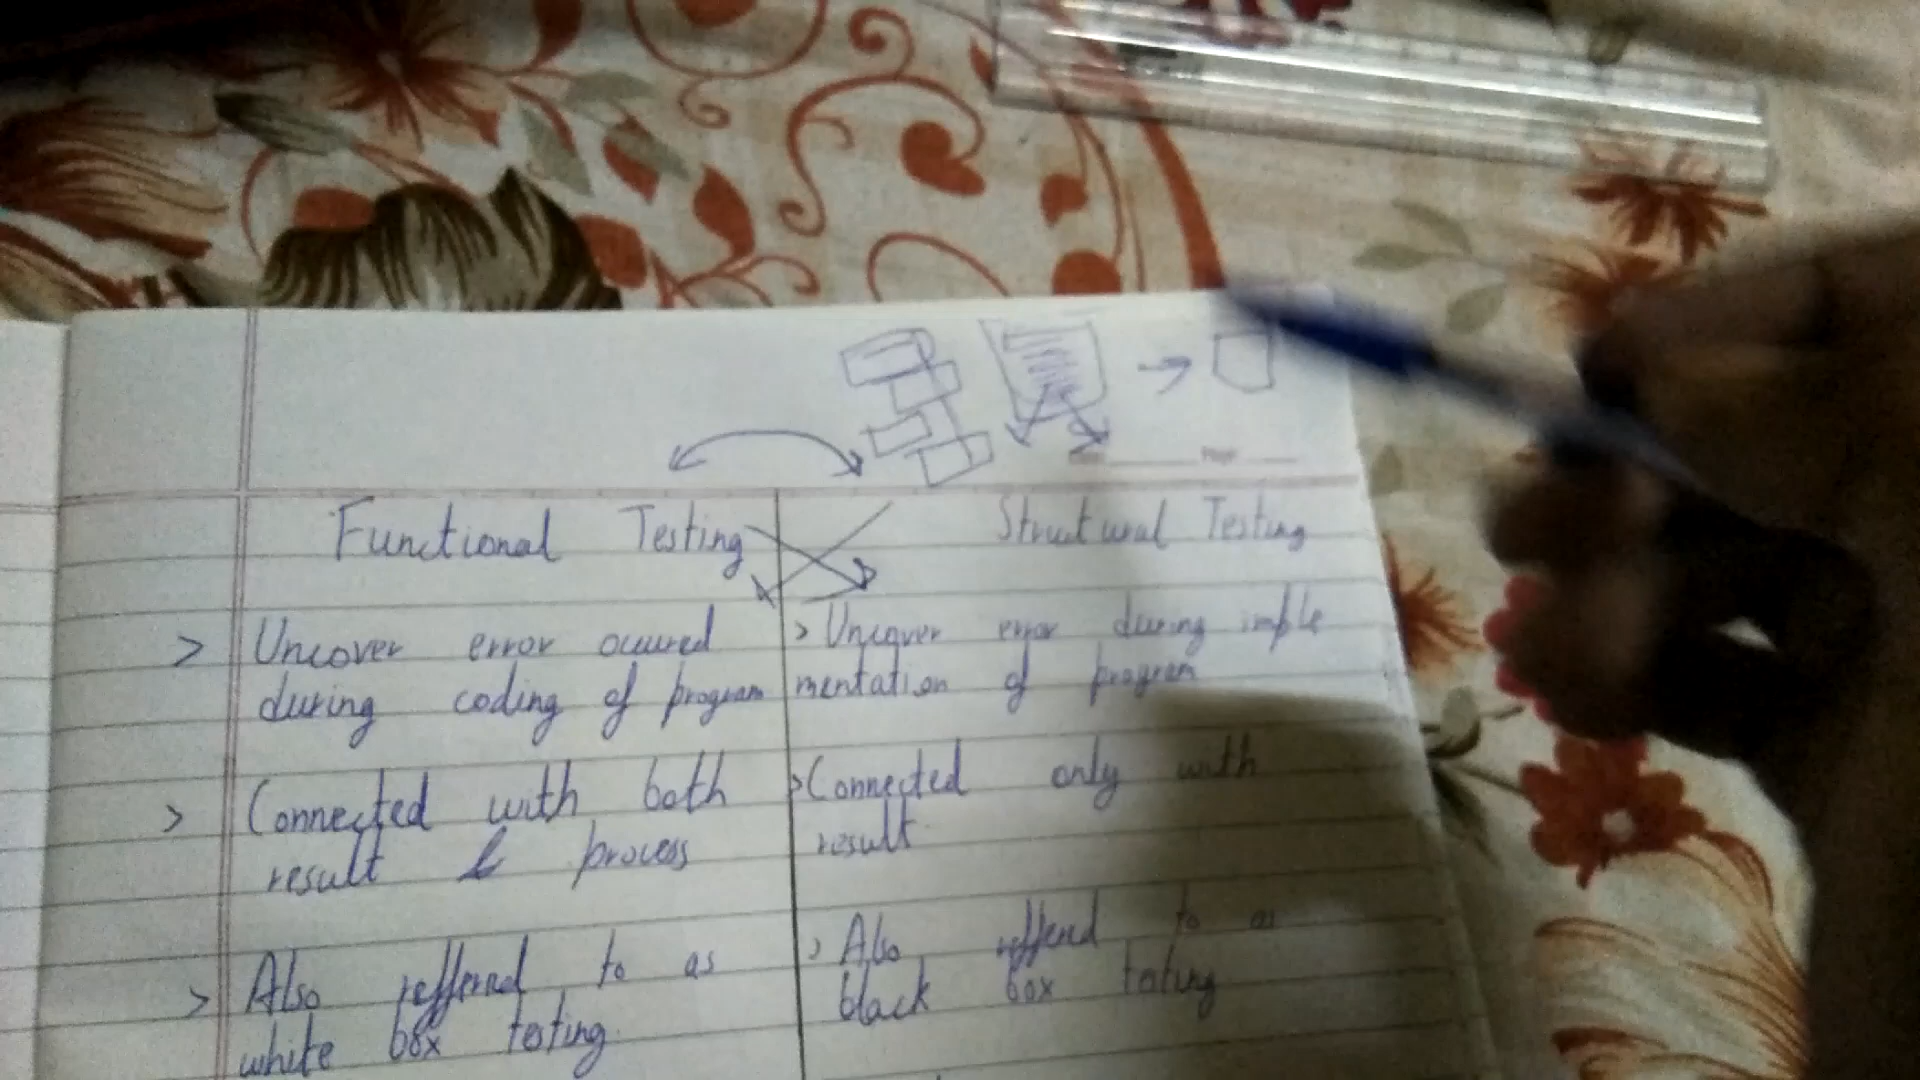 Functional Testing
> Uncover error occured
during coding of program
> Connected with both
result & process
> Also reffered to as
white box testing
Structural Testing
> Uncover error during imple
mentation of program
> Connected only with
result
> Also reffered to as
black box testing